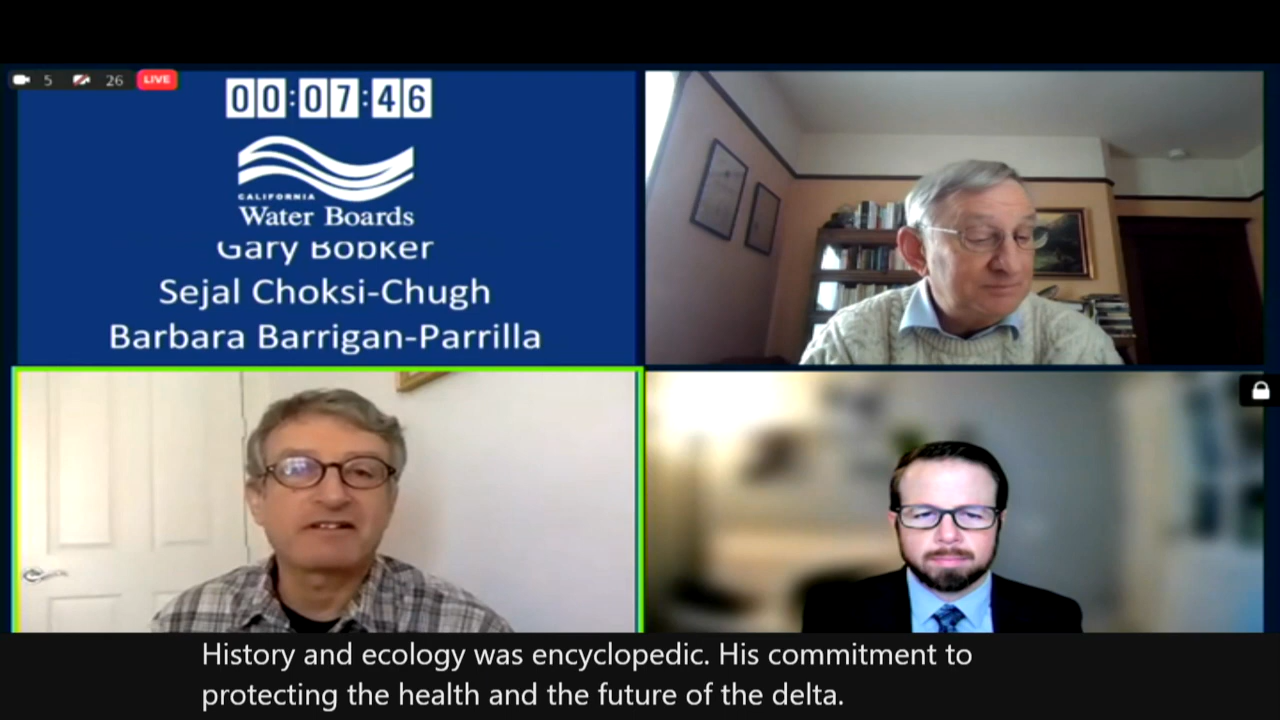 5 26 LIVE
00:07:46
CALIFORNIA
Water Boards
Gary Bobker
Sejal Choksi-Chugh
Barbara Barrigan-Parrilla
History and ecology was encyclopedic. His commitment to
protecting the health and the future of the delta.